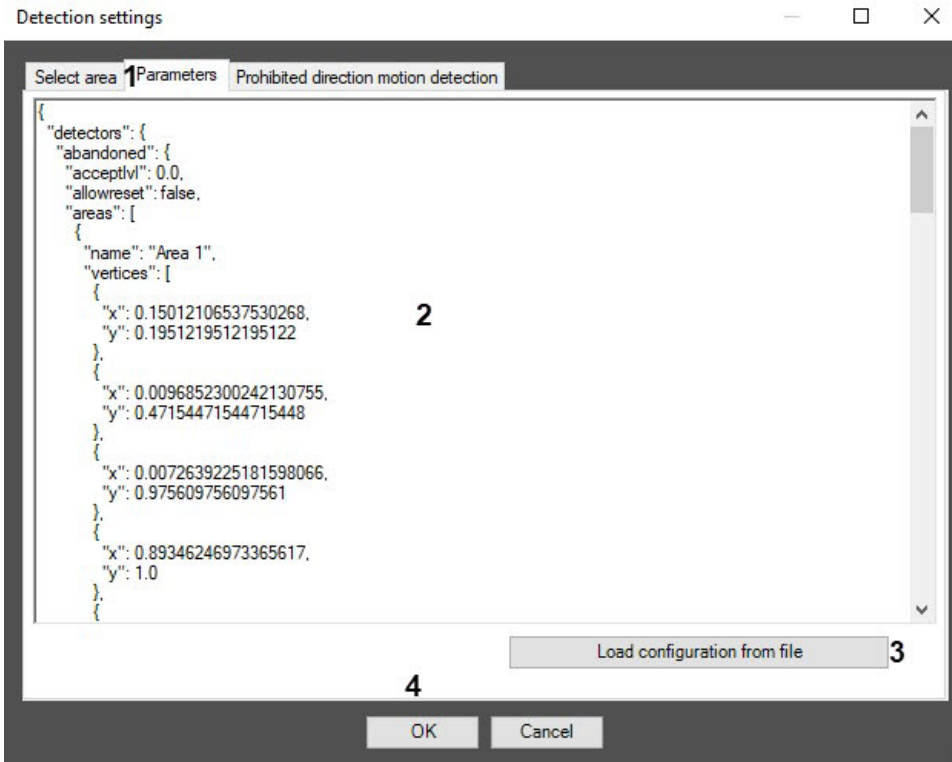 Detection settings
Select area 1 Parameters Prohibited direction motion detection
{
"detectors": {
"abandoned": {
"acceptlvl": 0.0,
"allowreset": false,
"areas": [
{
"name": "Area 1",
"vertices": [
{
"x": 0.15012106537530268,
"y": 0.1951219512195122
},
{
"x": 0.0096852300242130755,
"y": 0.47154471544715448
},
{
"x": 0.0072639225181598066,
"y": 0.975609756097561
},
{
"x": 0.89346246973365617,
"y": 1.0
},
{
2
Load configuration from file 3
4
OK Cancel